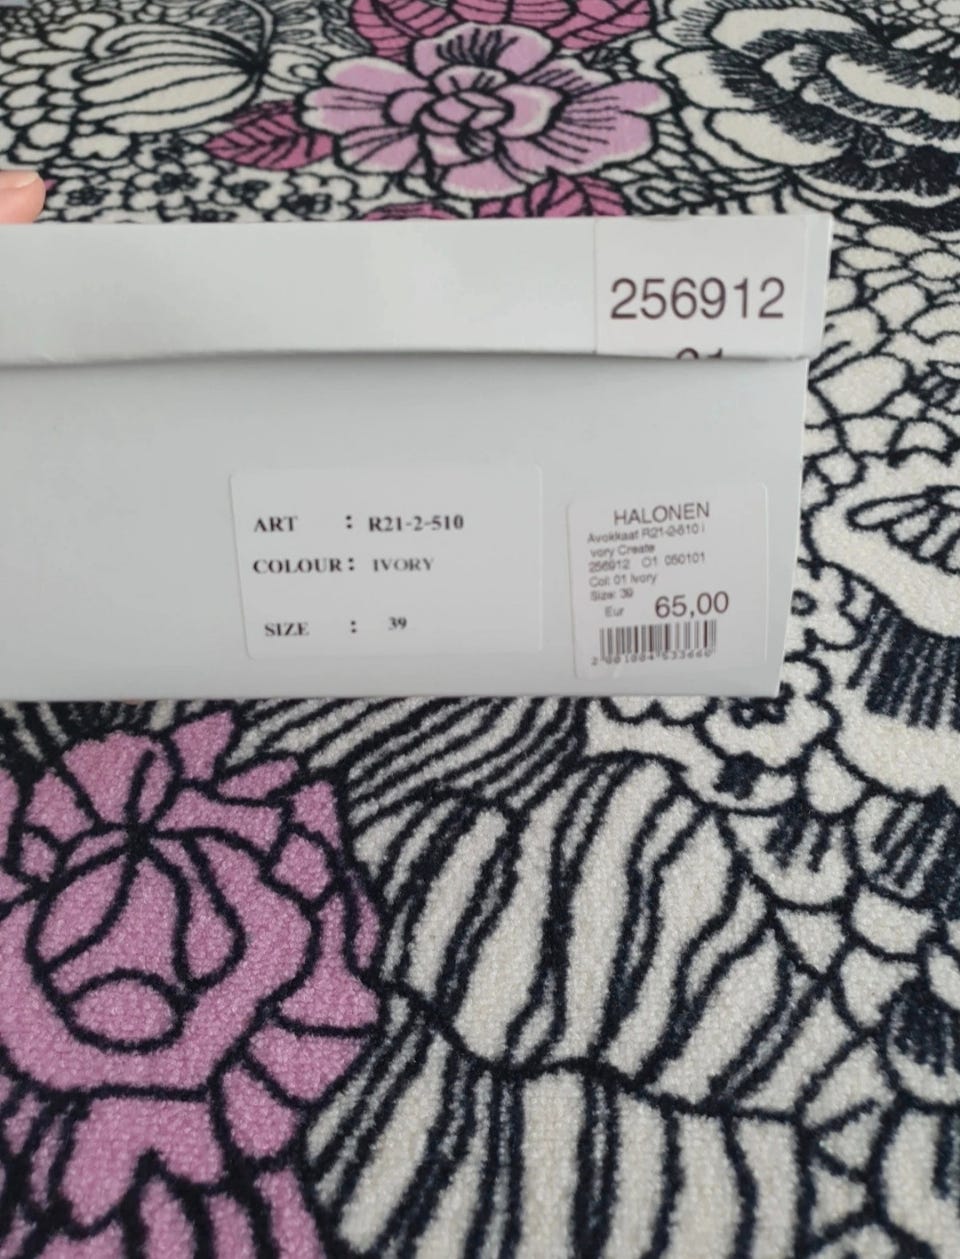 256912
01
ART : R21-2-510
COLOUR : IVORY
SIZE : 39
HALONEN
Avokkaat R21-2-510 I
vory Create
256912 01 050101
Col: 01 Ivory
Size: 39
Eur 65,00